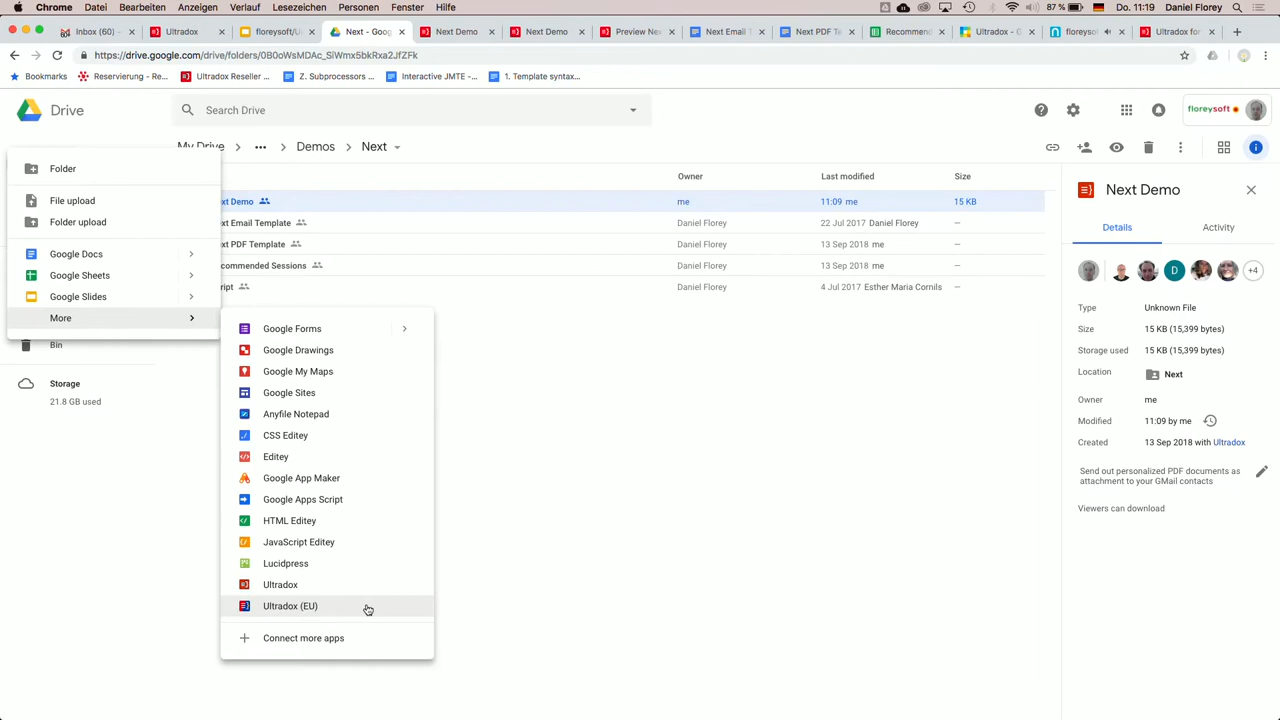 Chrome Datei Bearbeiten Anzeigen Verlauf Lesezeichen Personen Fenster Hilfe 87 % Do. 11:19 Daniel Florey
Inbox (60) - Ultradox floreysoft/U Next - Goog Next Demo Next Demo Preview Ne Next Email Next PDF Te Recommend Ultradox - G floreysof Ultradox for
https://drive.google.com/drive/folders/0B0oWsMDAc_SiWmx5bkRxa2JfZFk
Bookmarks Reservierung - Re... Ultradox Reseller ... Z. Subprocessors ... Interactive JMTE -... 1. Template syntax...
Drive Search Drive floreysoft
My Drive ••• Demos Next
Folder
File upload
Folder upload
Google Docs
Google Sheets
Google Slides
More
Bin
Storage
21.8 GB used
Owner Last modified Size
xt Demo me 11:09 me 15 KB
xt Email Template Daniel Florey 22 Jul 2017 Daniel Florey –
xt PDF Template Daniel Florey 13 Sep 2018 me –
commended Sessions Daniel Florey 13 Sep 2018 me –
ript Daniel Florey 4 Jul 2017 Esther Maria Cornils –
Google Forms
Google Drawings
Google My Maps
Google Sites
Anyfile Notepad
CSS Editey
Editey
Google App Maker
Google Apps Script
HTML Editey
JavaScript Editey
Lucidpress
Ultradox
Ultradox (EU)
Connect more apps
Next Demo
Details Activity
D +4
Type Unknown File
Size 15 KB (15,399 bytes)
Storage used 15 KB (15,399 bytes)
Location Next
Owner me
Modified 11:09 by me
Created 13 Sep 2018 with Ultradox
Send out personalized PDF documents as
attachment to your GMail contacts
Viewers can download